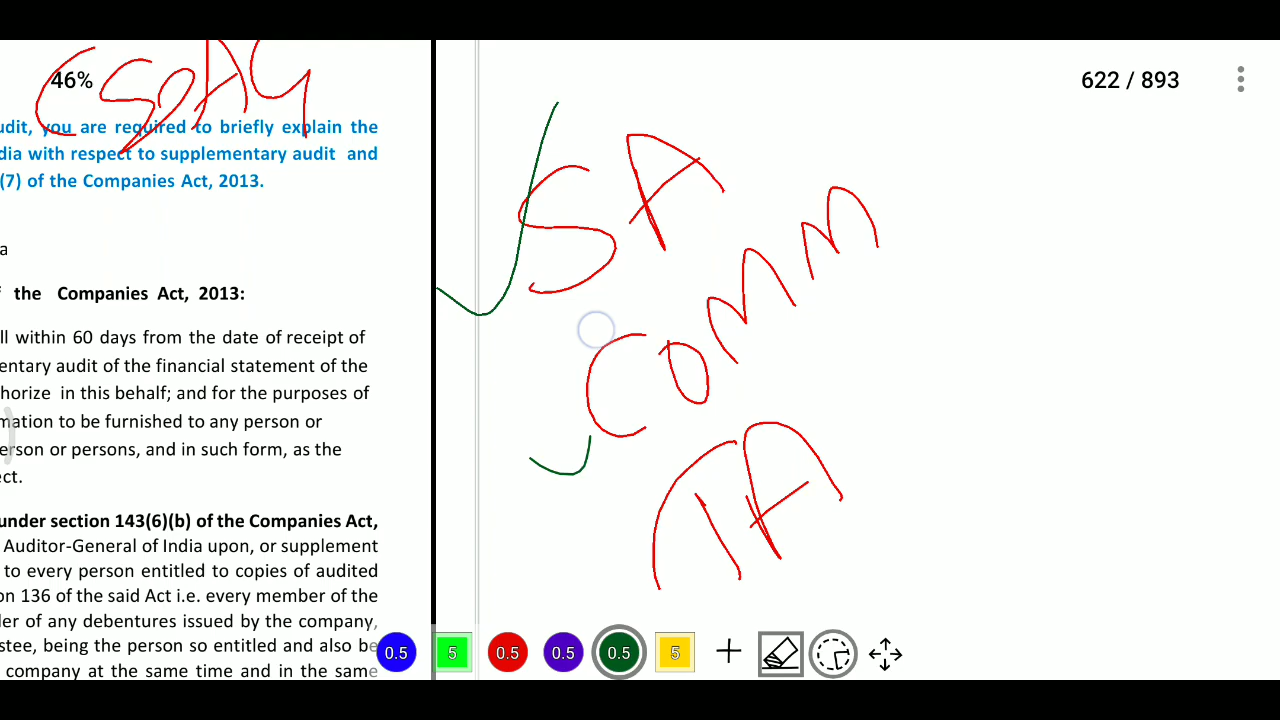 46%
622 / 893
udit, you are required to briefly explain the
dia with respect to supplementary audit and
(7) of the Companies Act, 2013.
a
f the Companies Act, 2013:
ll within 60 days from the date of receipt of
entary audit of the financial statement of the
horize in this behalf; and for the purposes of
mation to be furnished to any person or
erson or persons, and in such form, as the
ect.
under section 143(6)(b) of the Companies Act,
Auditor-General of India upon, or supplement
to every person entitled to copies of audited
on 136 of the said Act i.e. every member of the
der of any debentures issued by the company,
stee, being the person so entitled and also be
company at the same time and in the same
SA
COMM
TA
0.5 5 0.5 0.5 0.5 5